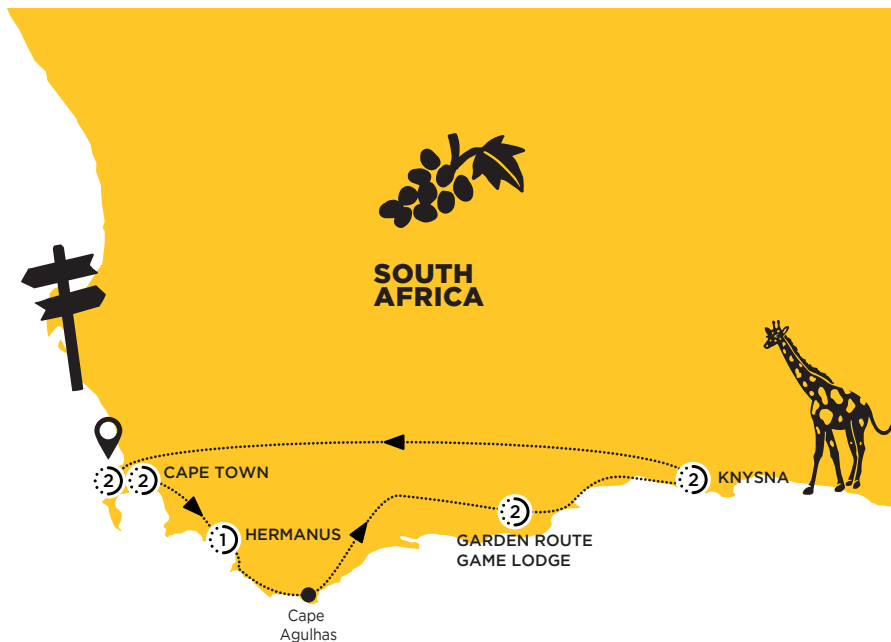 SOUTH
AFRICA
2
2
CAPE TOWN
1
HERMANUS
2
GARDEN ROUTE
GAME LODGE
2
KNYSNA
Cape
Agulhas